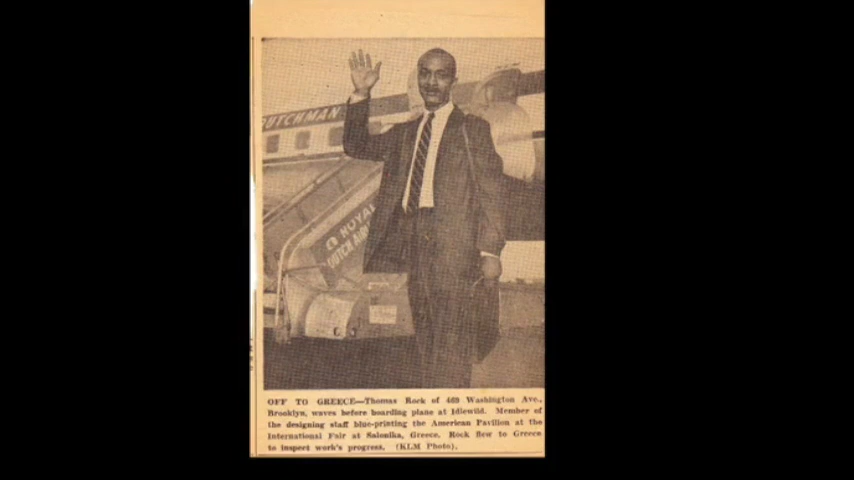 DUTCHMAN
ROYAL
DUTCH AIRL
OFF TO GREECE—Thomas Rock of 469 Washington Ave.,
Brooklyn, waves before boarding plane at Idlewild. Member of
the designing staff blue-printing the American Pavilion at the
International Fair at Salonika, Greece. Rock flew to Greece
to inspect work's progress. (KLM Photo).